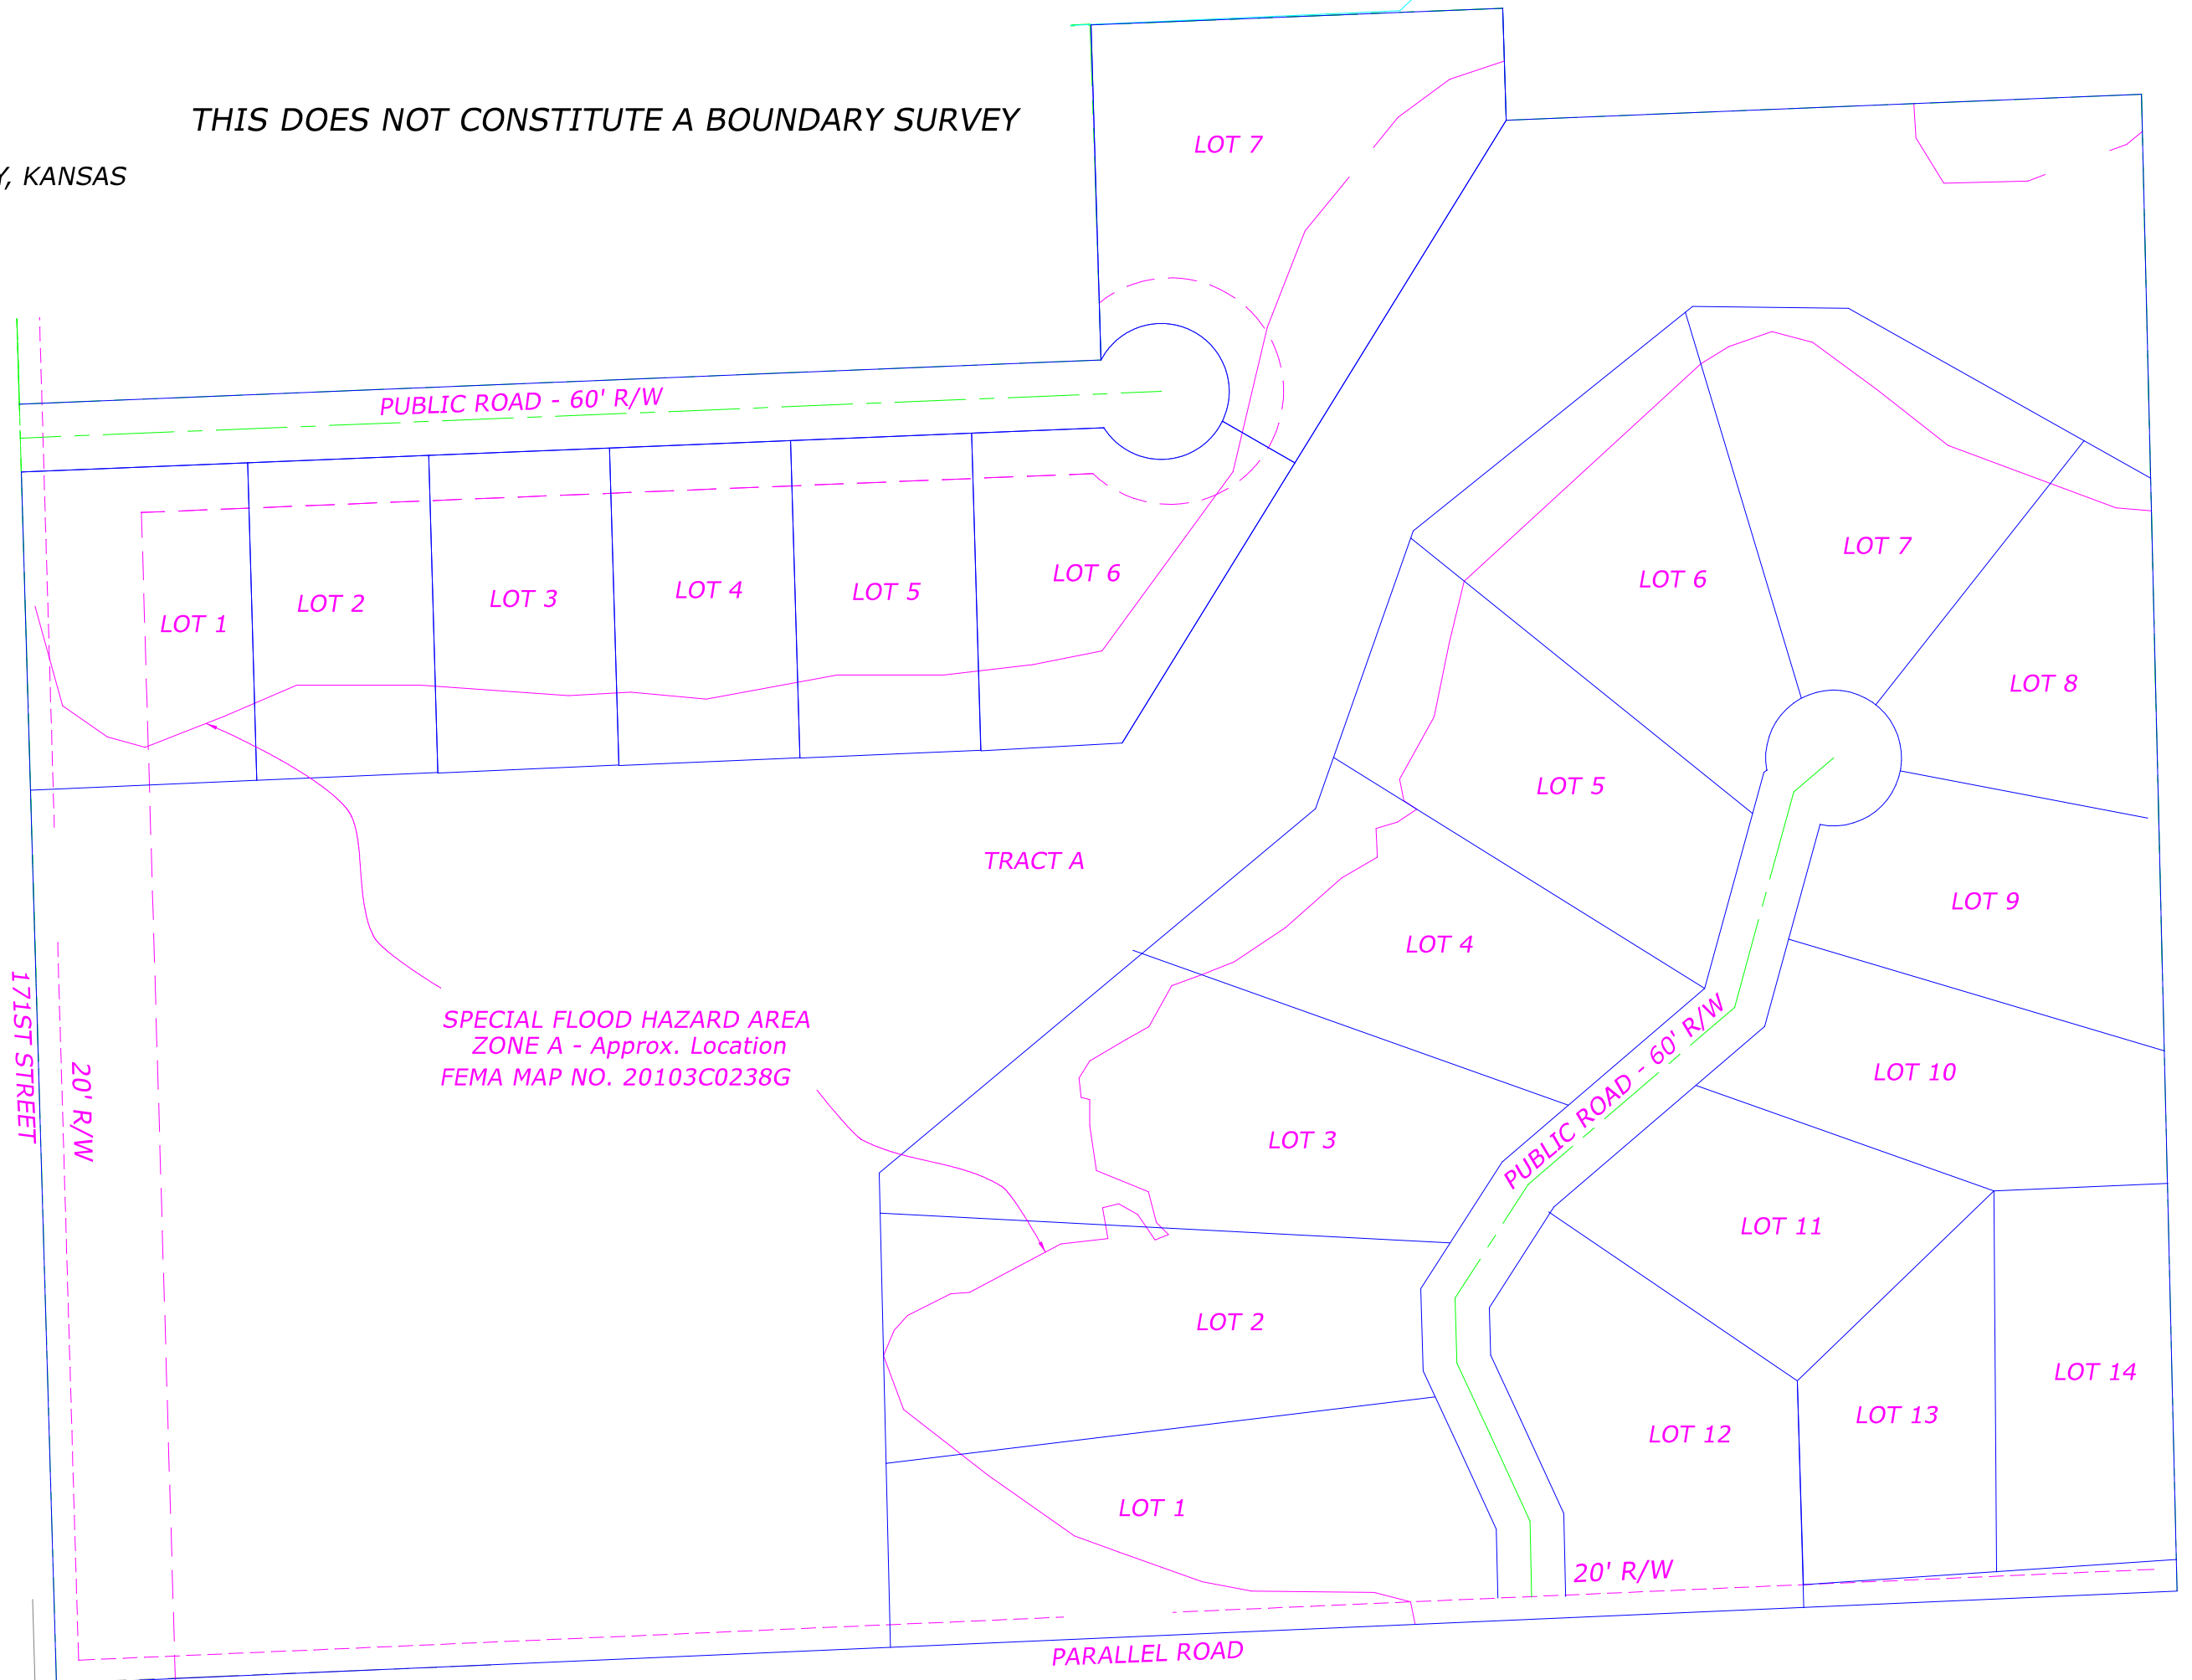 THIS DOES NOT CONSTITUTE A BOUNDARY SURVEY
LOT 7
Y, KANSAS
PUBLIC ROAD - 60' R/W
LOT 1
LOT 2
LOT 3
LOT 4
LOT 5
LOT 6
LOT 7
LOT 6
LOT 8
LOT 5
TRACT A
LOT 9
LOT 4
171ST STREET
20' R/W
SPECIAL FLOOD HAZARD AREA
ZONE A - Approx. Location
FEMA MAP NO. 20103C0238G
PUBLIC ROAD - 60' R/W
LOT 10
LOT 3
LOT 11
LOT 2
LOT 14
LOT 13
LOT 12
LOT 1
20' R/W
PARALLEL ROAD